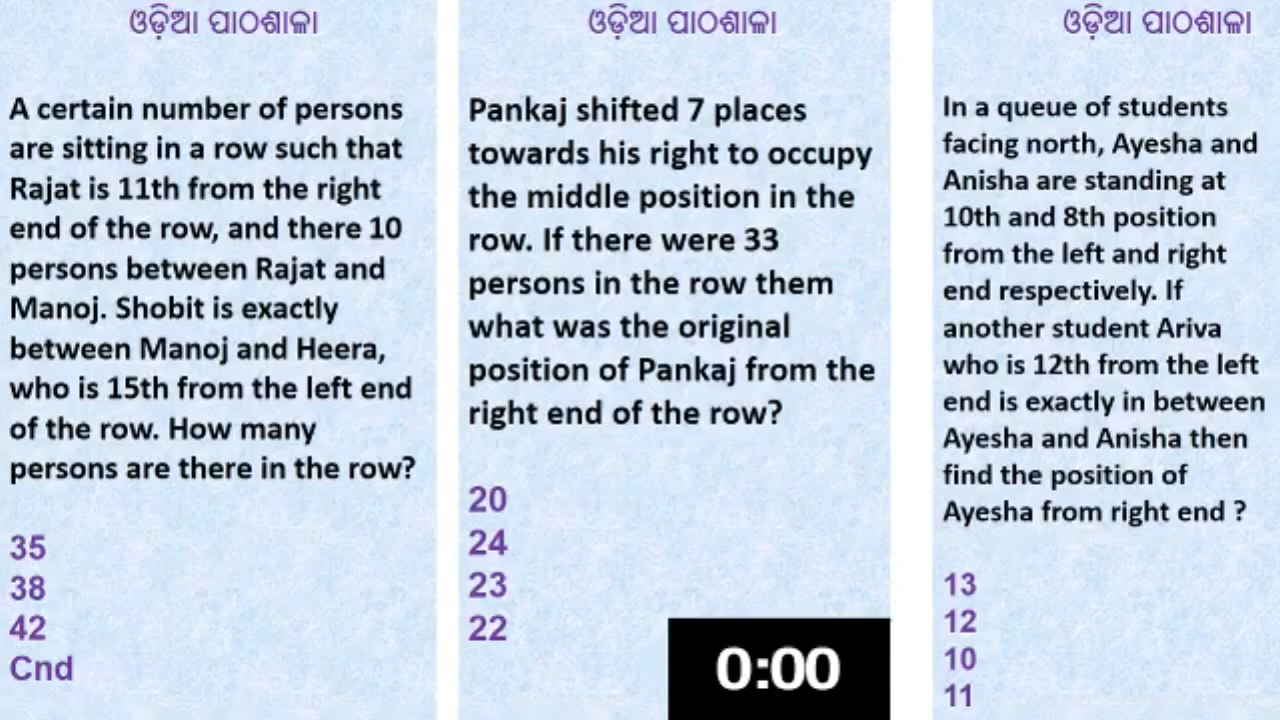 ଓଡ଼ିଆ ପାଠଶାଳା
A certain number of persons
are sitting in a row such that
Rajat is 11th from the right
end of the row, and there 10
persons between Rajat and
Manoj. Shobit is exactly
between Manoj and Heera,
who is 15th from the left end
of the row. How many
persons are there in the row?
35
38
42
Cnd
ଓଡ଼ିଆ ପାଠଶାଳା
Pankaj shifted 7 places
towards his right to occupy
the middle position in the
row. If there were 33
persons in the row them
what was the original
position of Pankaj from the
right end of the row?
20
24
23
22
0:00
ଓଡ଼ିଆ ପାଠଶାଳା
In a queue of students
facing north, Ayesha and
Anisha are standing at
10th and 8th position
from the left and right
end respectively. If
another student Ariva
who is 12th from the left
end is exactly in between
Ayesha and Anisha then
find the position of
Ayesha from right end ?
13
12
10
11